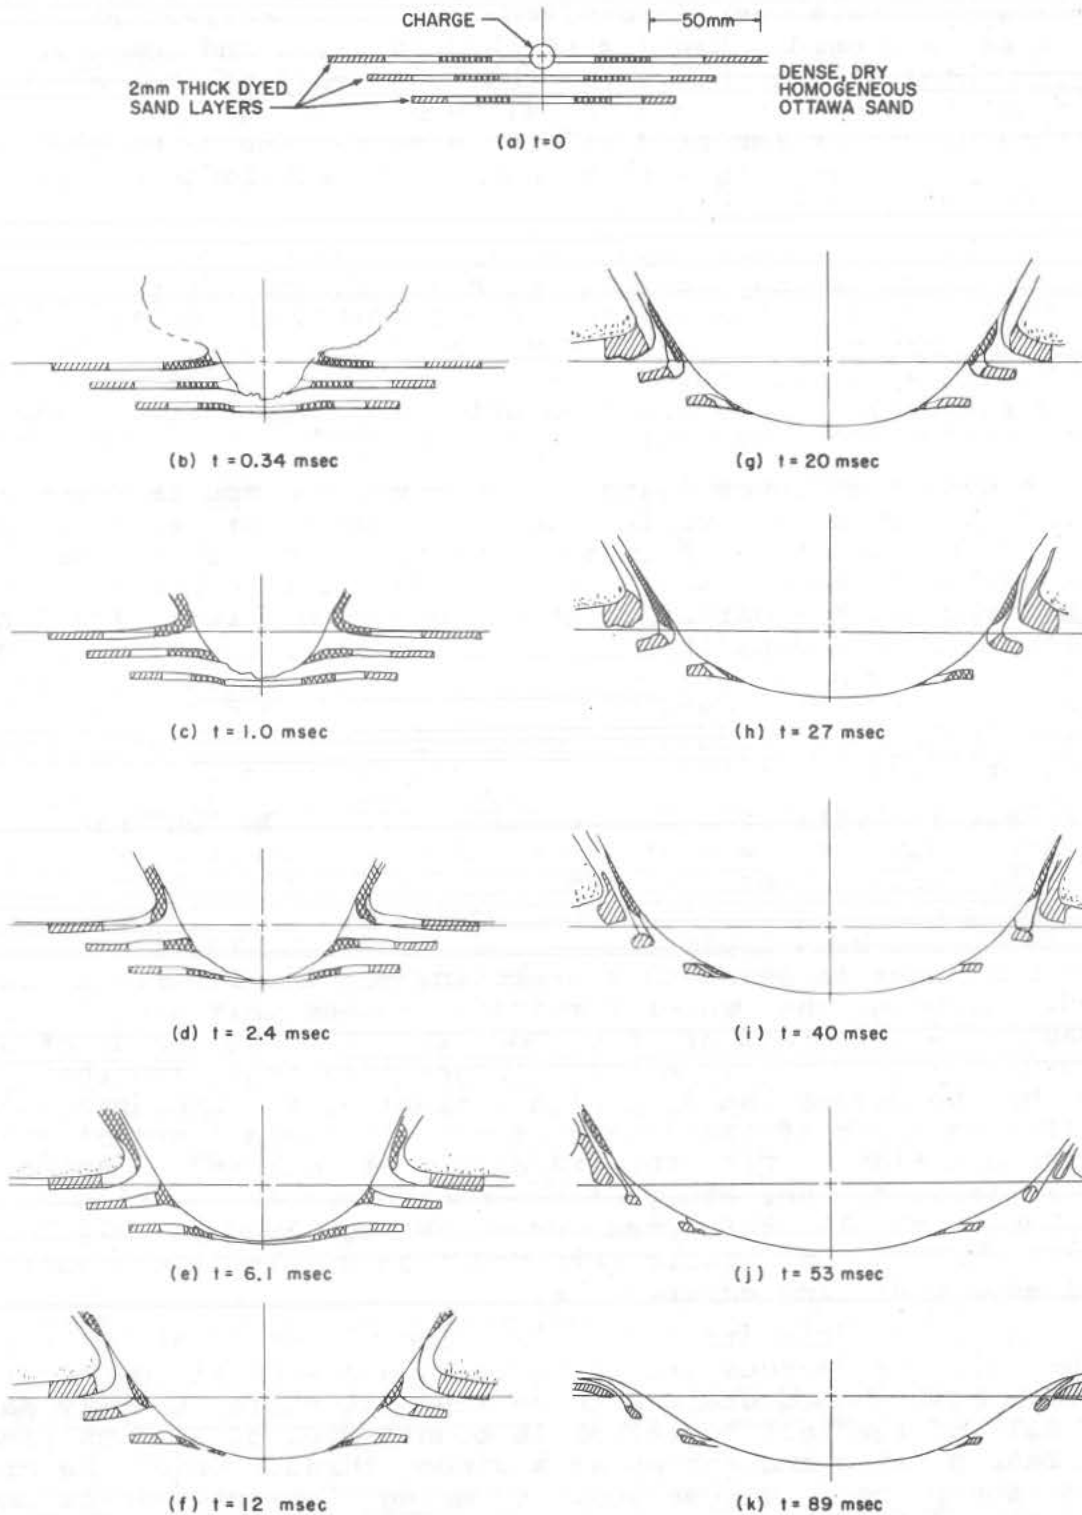 CHARGE
50mm
2mm THICK DYED
SAND LAYERS
DENSE, DRY
HOMOGENEOUS
OTTAWA SAND
(a) t=0
(b) t=0.34 msec
(g) t=20 msec
(c) t= 1.0 msec
(h) t=27 msec
(d) t= 2.4 msec
(i) t= 40 msec
(e) t=6.1 msec
(j) t=53 msec
(f) t=12 msec
(k) t=89 msec